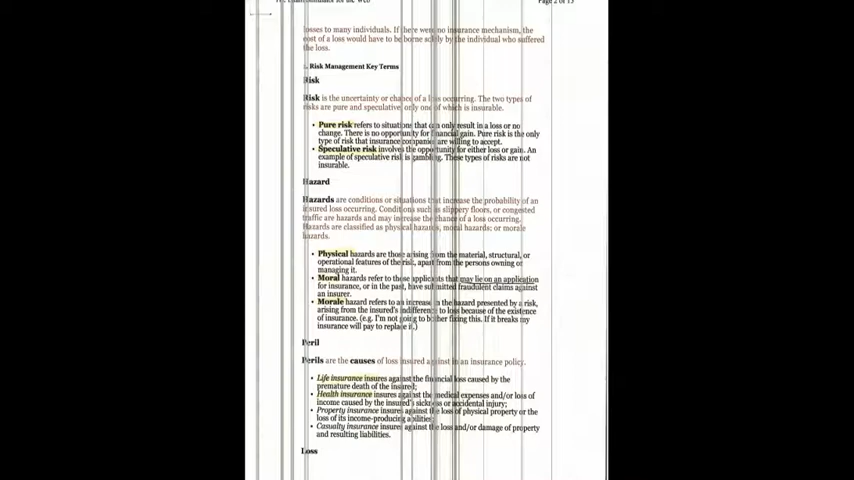 Page 2 of 13
losses to many individuals. If there were no insurance mechanism, the
cost of a loss would have to be borne solely by the individual who suffered
the loss.
. Risk Management Key Terms
Risk
Risk is the uncertainty or chance of a loss occurring. The two types of
risks are pure and speculative, only one of which is insurable.
• Pure risk refers to situations that can only result in a loss or no
change. There is no opportunity for financial gain. Pure risk is the only
type of risk that insurance companies are willing to accept.
• Speculative risk involves the opportunity for either loss or gain. An
example of speculative risk is gambling. These types of risks are not
insurable.
Hazard
Hazards are conditions or situations that increase the probability of an
insured loss occurring. Conditions such as slippery floors, or congested
traffic are hazards and may increase the chance of a loss occurring.
Hazards are classified as physical hazards, moral hazards; or morale
hazards.
• Physical hazards are those arising from the material, structural, or
operational features of the risk, apart from the persons owning or
managing it.
• Moral hazards refer to those applicants that may lie on an application
for insurance, or in the past, have submitted fraudulent claims against
an insurer.
• Morale hazard refers to an increase in the hazard presented by a risk,
arising from the insured's indifference to loss because of the existence
of insurance. (e.g. I'm not going to bother fixing this. If it breaks my
insurance will pay to replace it.)
Peril
Perils are the causes of loss insured against in an insurance policy.
• Life insurance insures against the financial loss caused by the
premature death of the insured;
• Health insurance insures against the medical expenses and/or loss of
income caused by the insured's sickness or accidental injury;
• Property insurance insures against the loss of physical property or the
loss of its income-producing abilities;
• Casualty insurance insures against the loss and/or damage of property
and resulting liabilities.
Loss